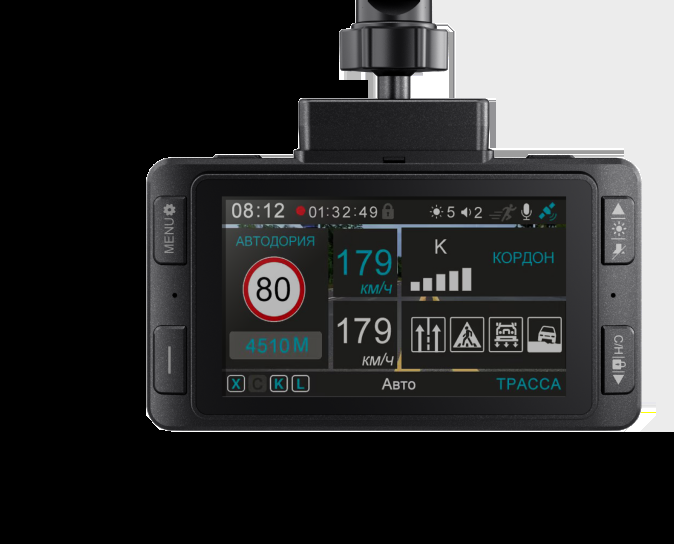 08:12 01:32:49 5 2
АВТОДОРИЯ
80
4510 М
179
км/ч
179
км/ч
K
КОРДОН
X C K L
Авто
ТРАССА
MENU
C/H